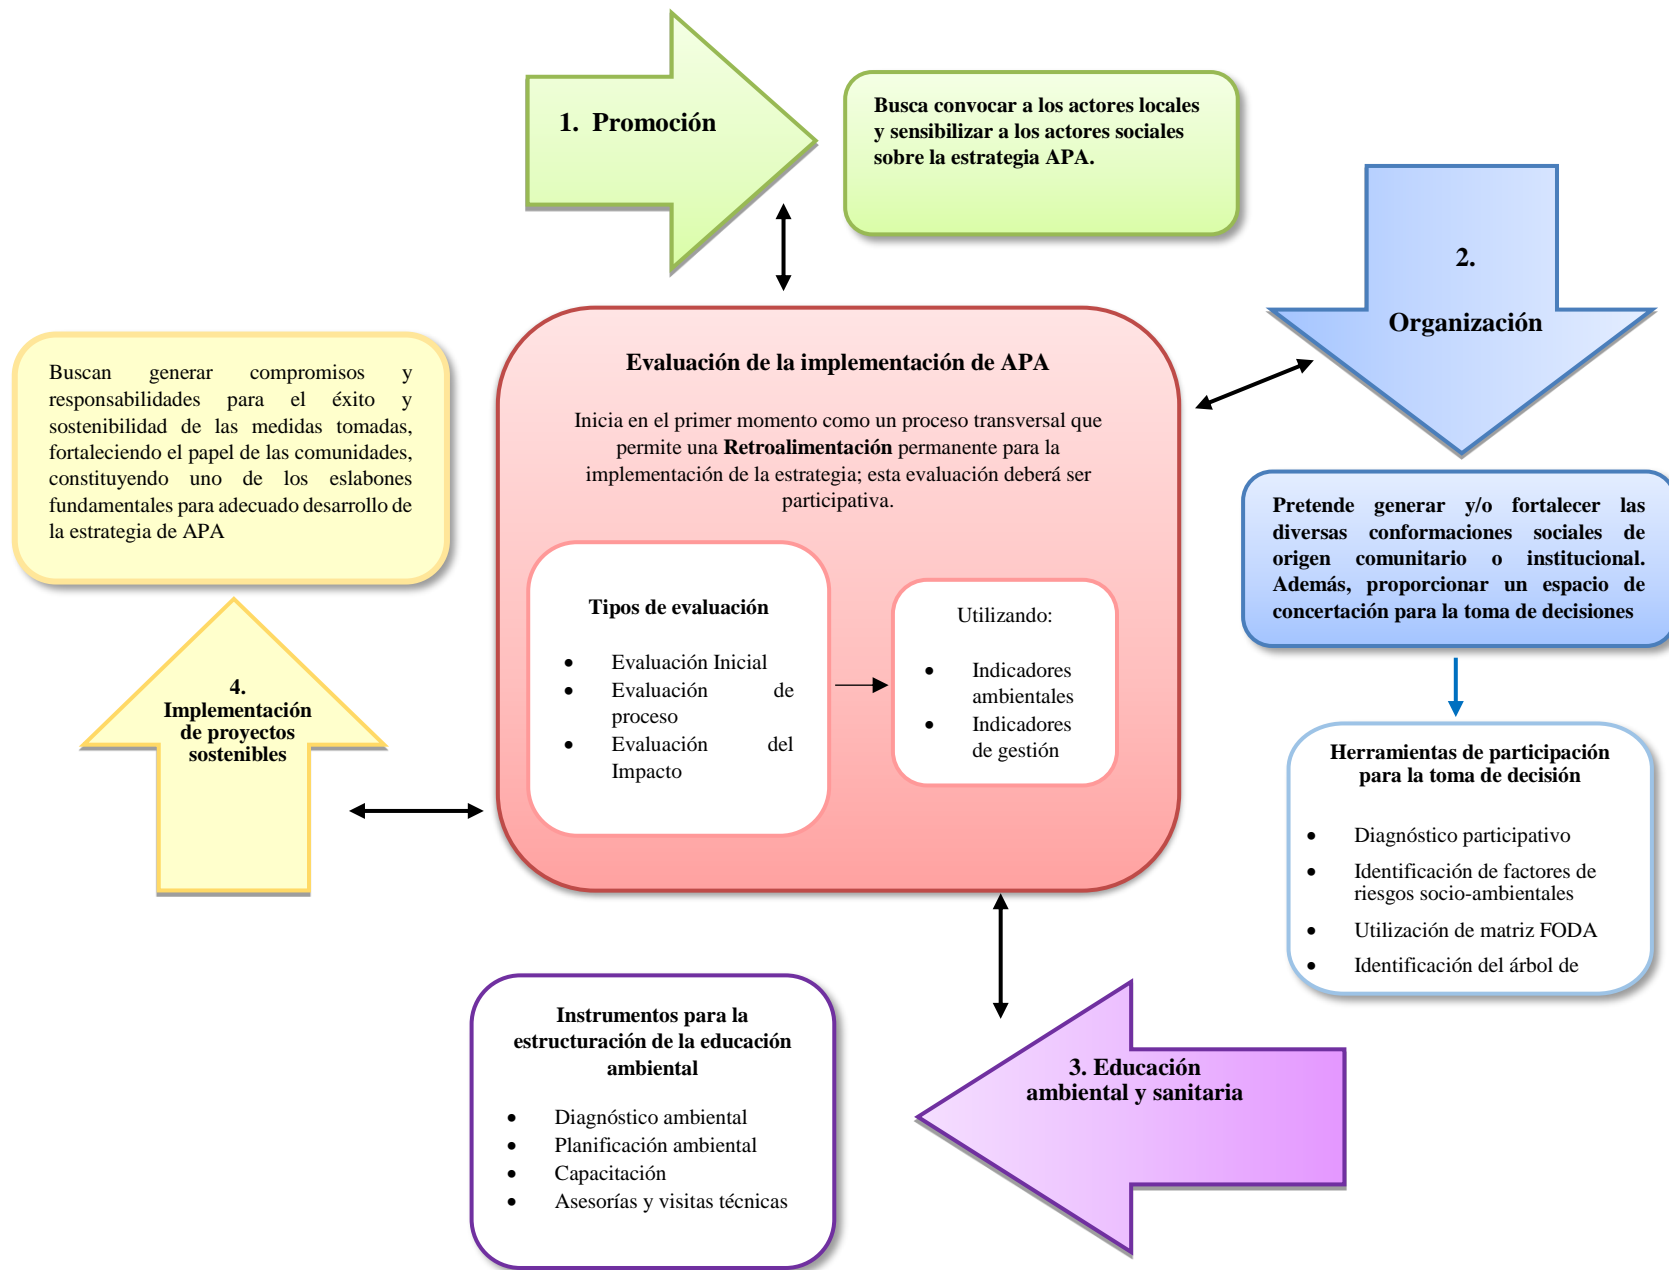 1. Promoción
Busca convocar a los actores locales
y sensibilizar a los actores sociales
sobre la estrategia APA.
2.
Organización
Pretende generar y/o fortalecer las
diversas conformaciones sociales de
origen comunitario o institucional.
Además, proporcionar un espacio de
concertación para la toma de decisiones
Herramientas de participación
para la toma de decisión
• Diagnóstico participativo
• Identificación de factores de
riesgos socio-ambientales
• Utilización de matriz FODA
• Identificación del árbol de
Evaluación de la implementación de APA
Inicia en el primer momento como un proceso transversal que
permite una Retroalimentación permanente para la
implementación de la estrategia; esta evaluación deberá ser
participativa.
Tipos de evaluación
• Evaluación Inicial
• Evaluación de
proceso
• Evaluación del
Impacto
Utilizando:
• Indicadores
ambientales
• Indicadores
de gestión
3. Educación
ambiental y sanitaria
Instrumentos para la
estructuración de la educación
ambiental
• Diagnóstico ambiental
• Planificación ambiental
• Capacitación
• Asesorías y visitas técnicas
4.
Implementación
de proyectos
sostenibles
Buscan generar compromisos y
responsabilidades para el éxito y
sostenibilidad de las medidas tomadas,
fortaleciendo el papel de las comunidades,
constituyendo uno de los eslabones
fundamentales para adecuado desarrollo de
la estrategia de APA